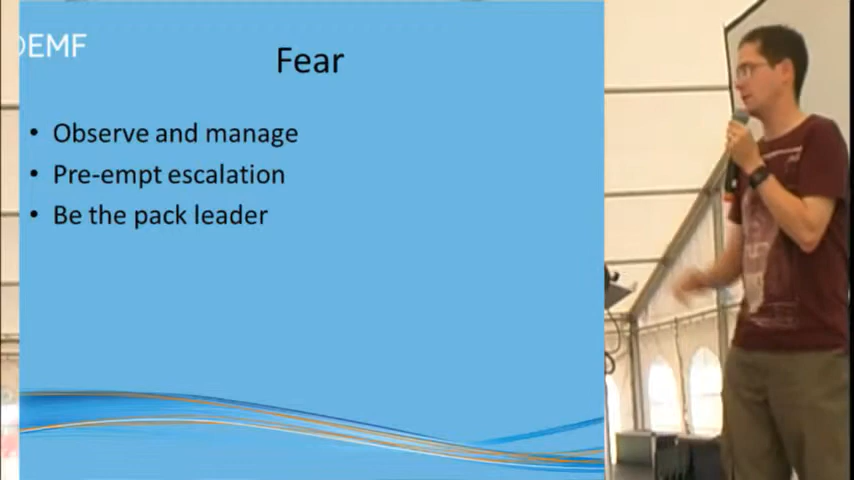 EMF
Fear
• Observe and manage
• Pre-empt escalation
• Be the pack leader